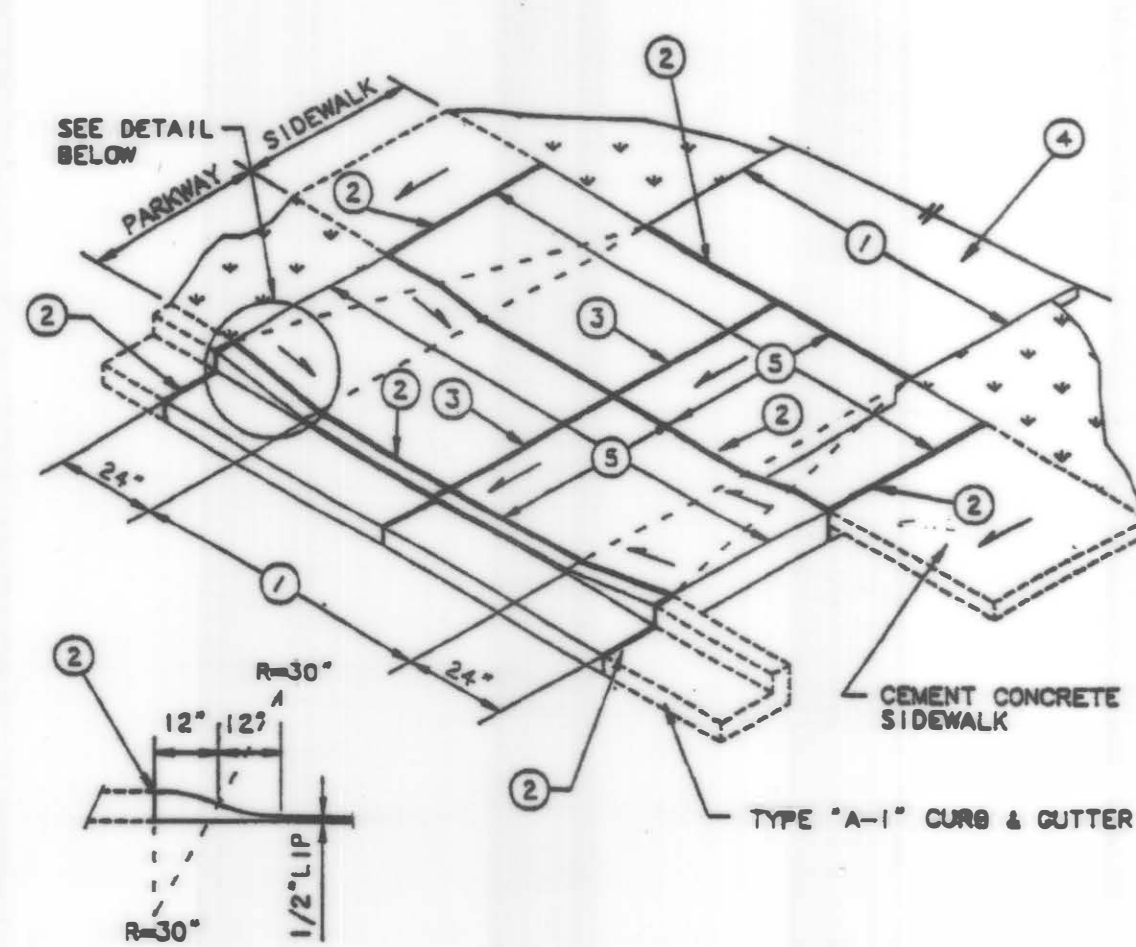 2
SEE DETAIL
BELOW
SIDEWALK
PARKWAY
4
2
1
2
3
5
2
3
2
5
2
24"
1
24"
2
CEMENT CONCRETE
SIDEWALK
2
R=30"
12" 12"
1/2" LIP
R=30"
TYPE "A-1" CURB & GUTTER